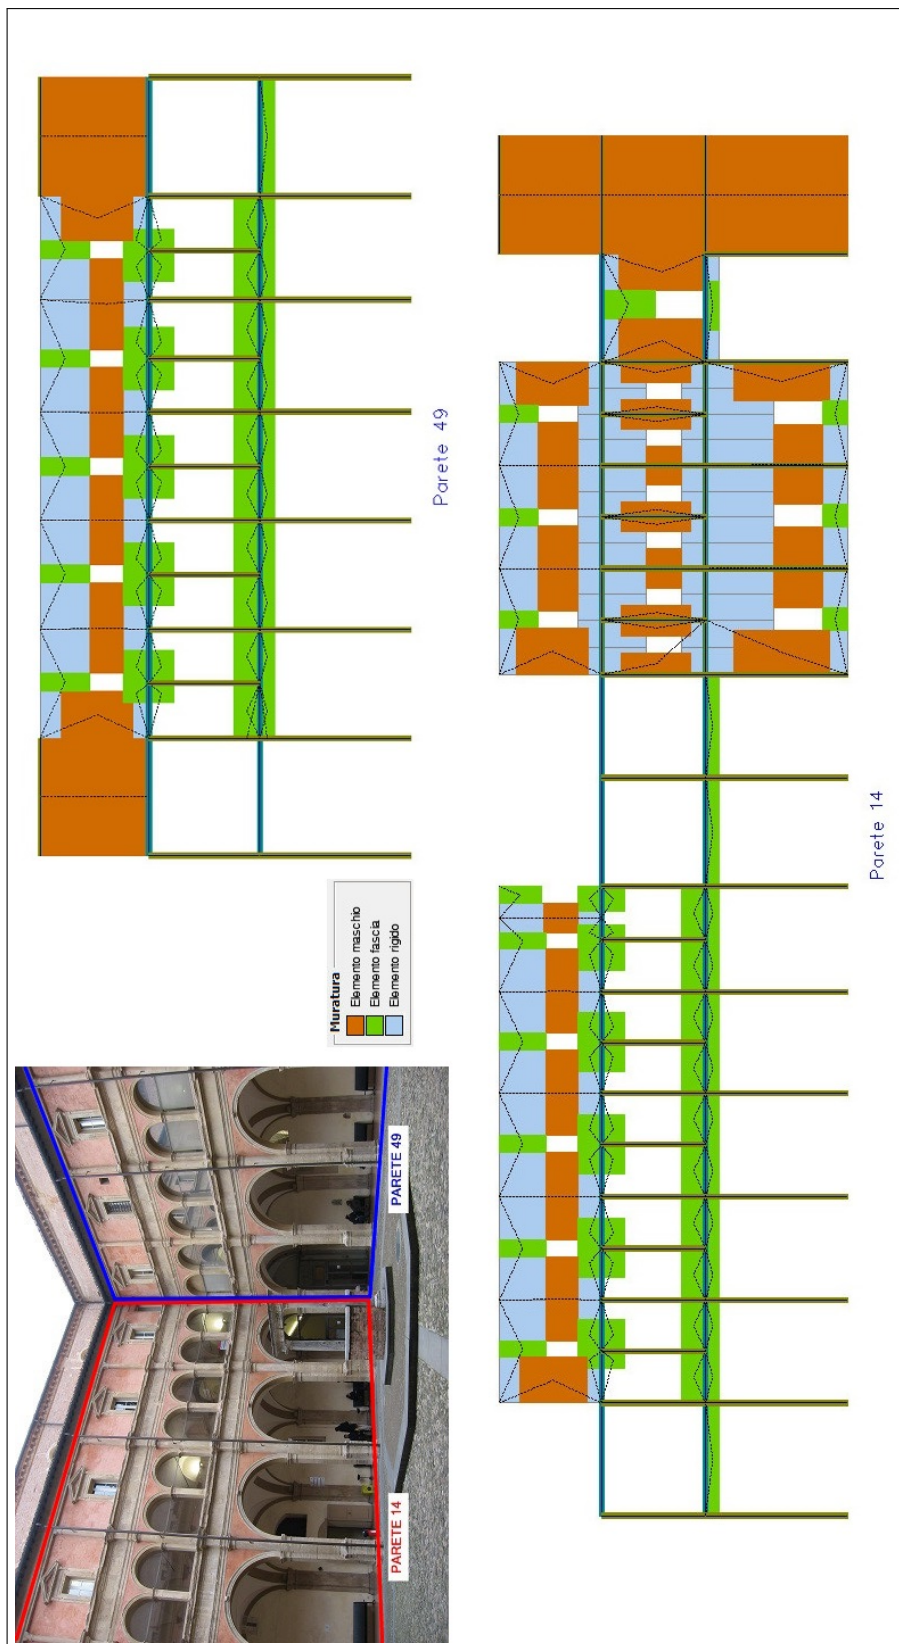 Parete 49
Parete 14
Muratura
Elemento maschio
Elemento fascia
Elemento rigido
PARETE 14
PARETE 49